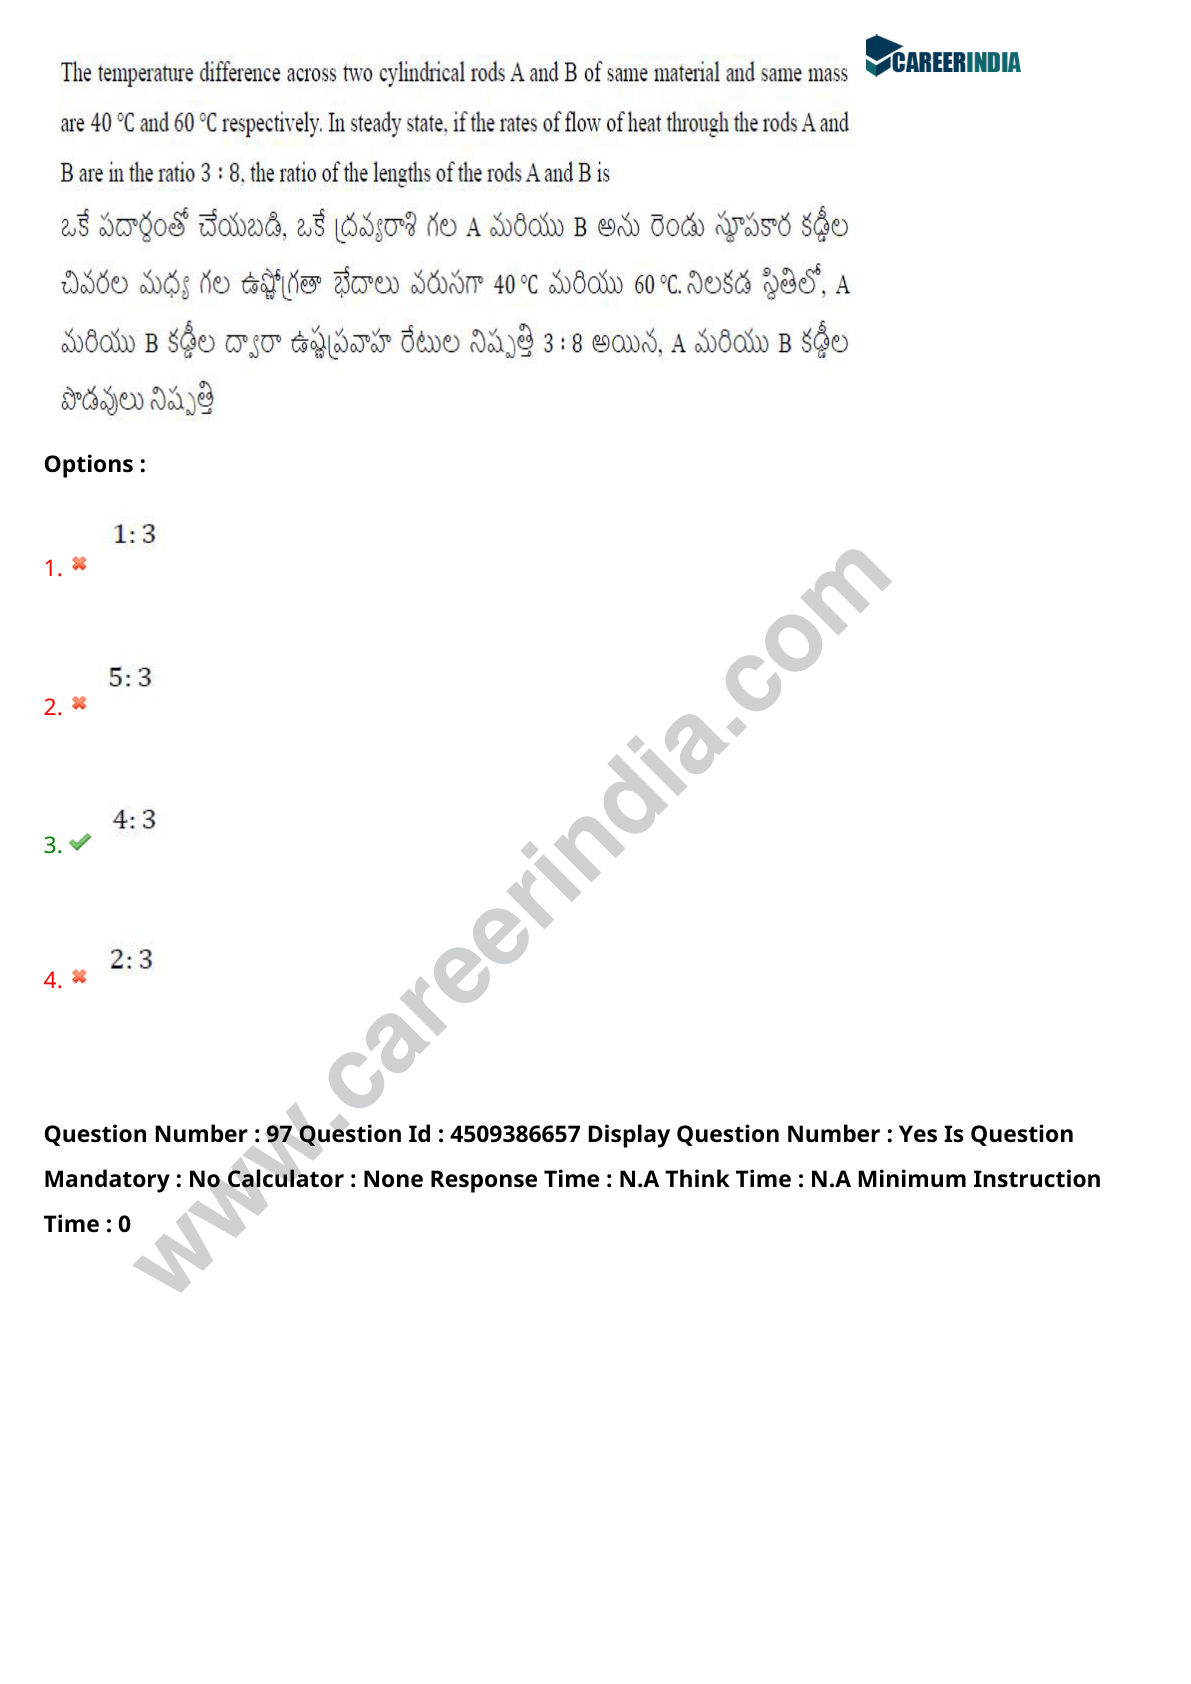 CAREERINDIA
The temperature difference across two cylindrical rods A and B of same material and same mass
are 40 °C and 60 °C respectively. In steady state, if the rates of flow of heat through the rods A and
B are in the ratio 3 : 8, the ratio of the lengths of the rods A and B is
ఒకే పదార్థంతో చేయబడి, ఒకే ద్రవ్యరాశి గల A మరియు B అను రెండు స్థూపకార కడ్డీల
చివరల మధ్య గల ఉష్ణోగ్రతా భేదాలు వరుసగా 40 °C మరియు 60 °C. నిలకడ స్థితిలో, A
మరియు B కడ్డీల ద్వారా ఉష్ణప్రవాహ రేటుల నిష్పత్తి 3 : 8 అయిన, A మరియు B కడ్డీల
పొడవులు నిష్పత్తి
Options :
1: 3
1.
5: 3
2.
4: 3
3.
2: 3
4.
www.careerindia.com
Question Number : 97 Question Id : 4509386657 Display Question Number : Yes Is Question
Mandatory : No Calculator : None Response Time : N.A Think Time : N.A Minimum Instruction
Time : 0